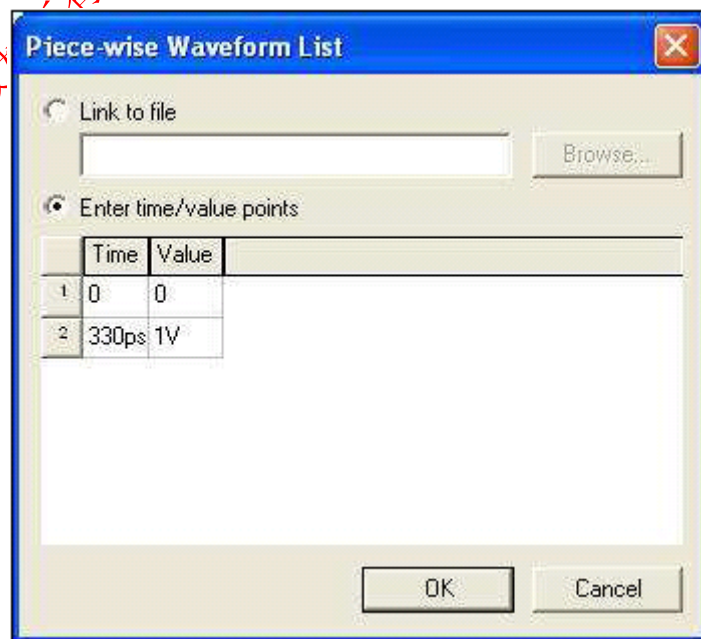 Piece-wise Waveform List
Link to file
Browse...
Enter time/value points
Time Value
1 0 0
2 330ps 1V
OK Cancel